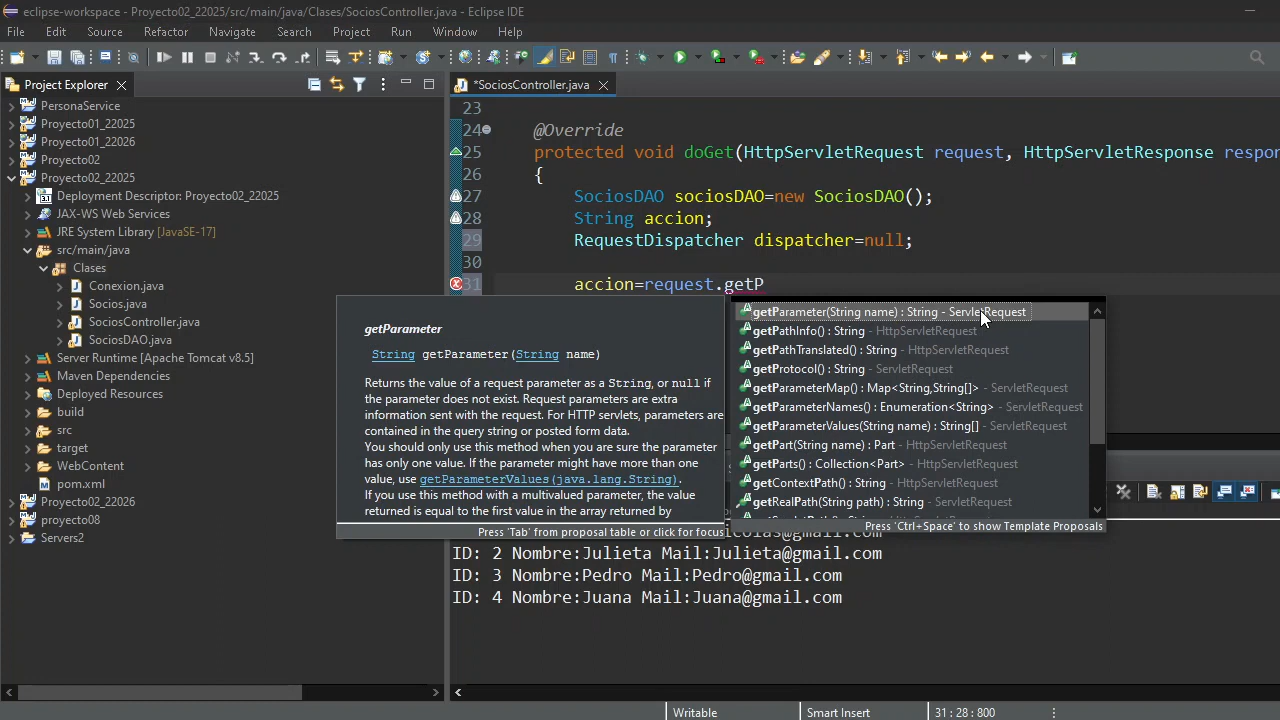 eclipse-workspace - Proyecto02_22025/src/main/java/Clases/SociosController.java - Eclipse IDE
File Edit Source Refactor Navigate Search Project Run Window Help
Project Explorer
*SociosController.java
PersonaService
Proyecto01_22025
Proyecto01_22026
Proyecto02
Proyecto02_22025
Deployment Descriptor: Proyecto02_22025
JAX-WS Web Services
JRE System Library [JavaSE-17]
src/main/java
Clases
Conexion.java
Socios.java
SociosController.java
SociosDAO.java
Server Runtime [Apache Tomcat v8.5]
Maven Dependencies
Deployed Resources
build
src
target
WebContent
pom.xml
Proyecto02_22026
proyecto08
Servers2
23
24 @Override
25 protected void doGet(HttpServletRequest request, HttpServletResponse respon
26 {
27 SociosDAO sociosDAO=new SociosDAO();
28 String accion;
29 RequestDispatcher dispatcher=null;
30
31 accion=request.getP
getParameter
String getParameter(String name)
Returns the value of a request parameter as a String, or null if
the parameter does not exist. Request parameters are extra
information sent with the request. For HTTP servlets, parameters are
contained in the query string or posted form data.
You should only use this method when you are sure the parameter
has only one value. If the parameter might have more than one
value, use getParameterValues(java.lang.String).
If you use this method with a multivalued parameter, the value
returned is equal to the first value in the array returned by
Press 'Tab' from proposal table or click for focus
getParameter(String name) : String - ServletRequest
getPathInfo() : String - HttpServletRequest
getPathTranslated() : String - HttpServletRequest
getProtocol() : String - ServletRequest
getParameterMap() : Map<String,String[]> - ServletRequest
getParameterNames() : Enumeration<String> - ServletRequest
getParameterValues(String name) : String[] - ServletRequest
getPart(String name) : Part - HttpServletRequest
getParts() : Collection<Part> - HttpServletRequest
getContextPath() : String - HttpServletRequest
getRealPath(String path) : String - ServletRequest
Press 'Ctrl+Space' to show Template Proposals
ID: 2 Nombre:Julieta Mail:Julieta@gmail.com
ID: 3 Nombre:Pedro Mail:Pedro@gmail.com
ID: 4 Nombre:Juana Mail:Juana@gmail.com
Writable
Smart Insert
31 : 28 : 800